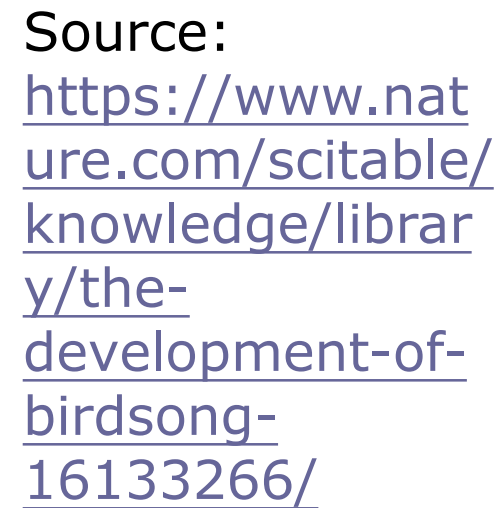 Source:
https://www.nat
ure.com/scitable/
knowledge/librar
y/the-
development-of-
birdsong-
16133266/